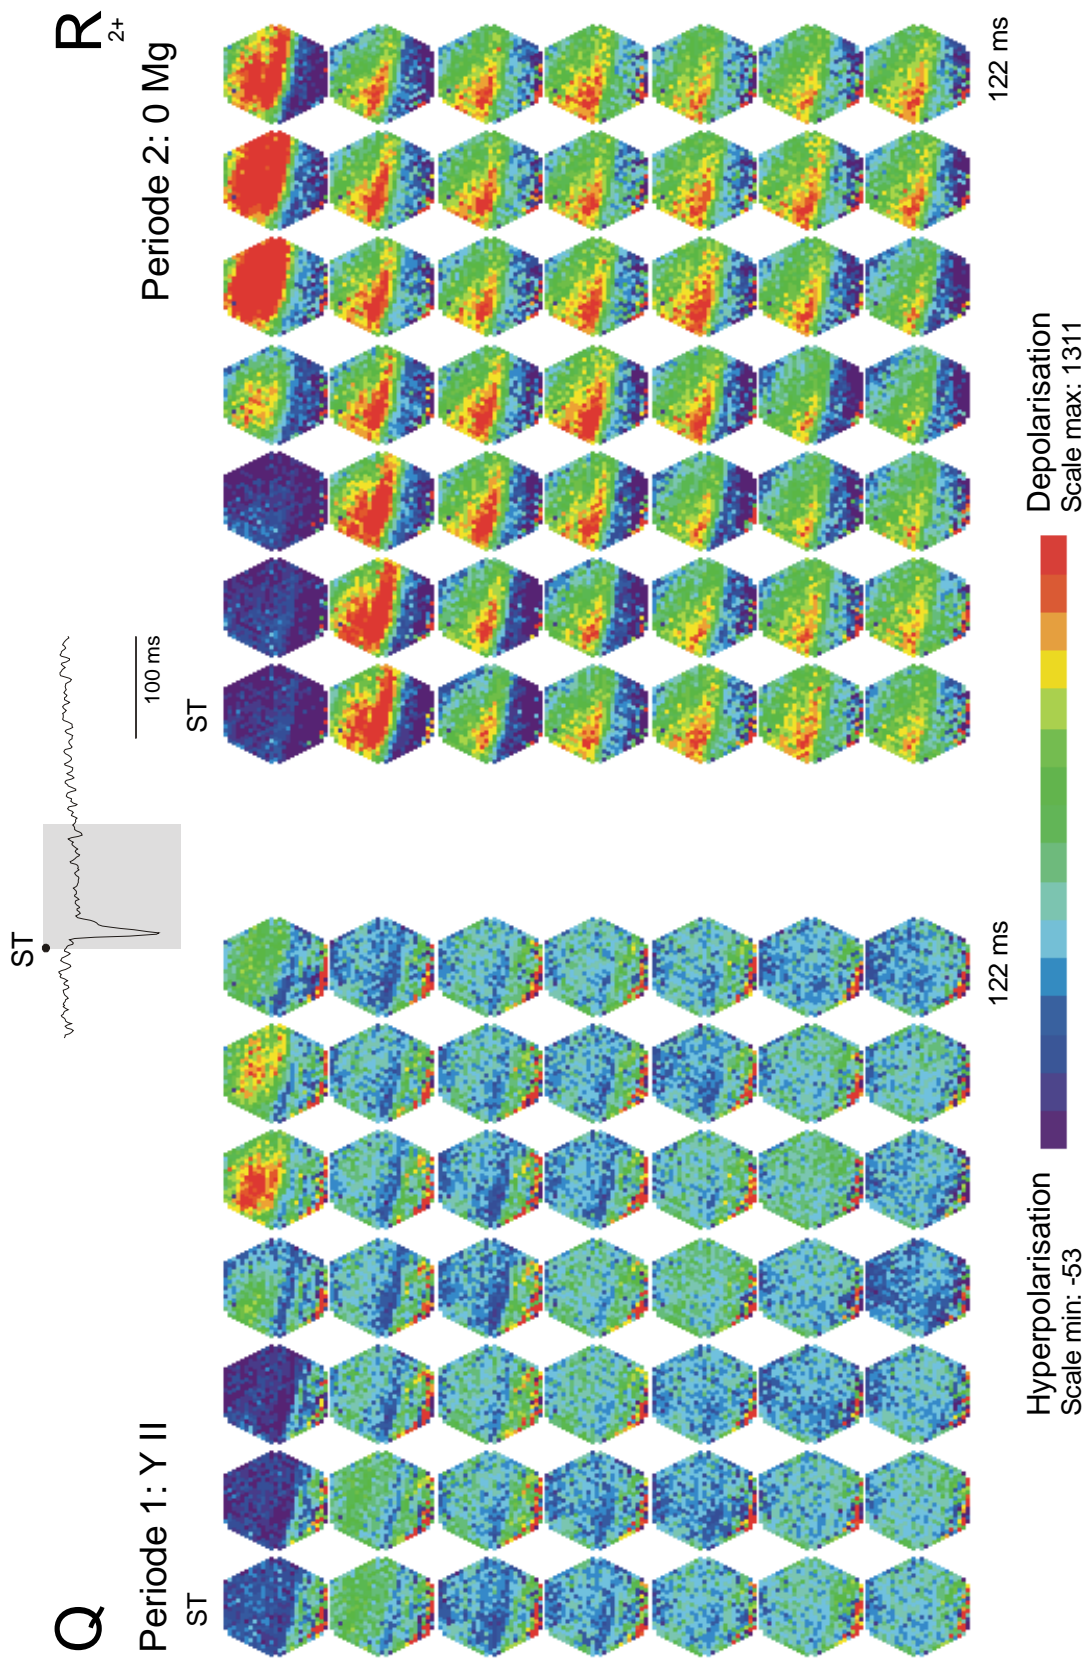 Q
Periode 1: Y II
ST
122 ms
ST
100 ms
R
Periode 2: 0 Mg2+
ST
122 ms
Hyperpolarisation
Scale min: -53
Depolarisation
Scale max: 1311